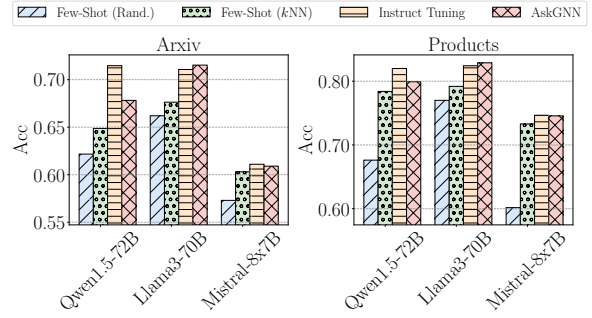 Few-Shot (Rand.) Few-Shot (kNN) Instruct Tuning AskGNN
Arxiv
Acc
0.70
0.65
0.60
0.55
Qwen1.5-72B
Llama3-70B
Mistral-8x7B
Products
Acc
0.80
0.70
0.60
Qwen1.5-72B
Llama3-70B
Mistral-8x7B